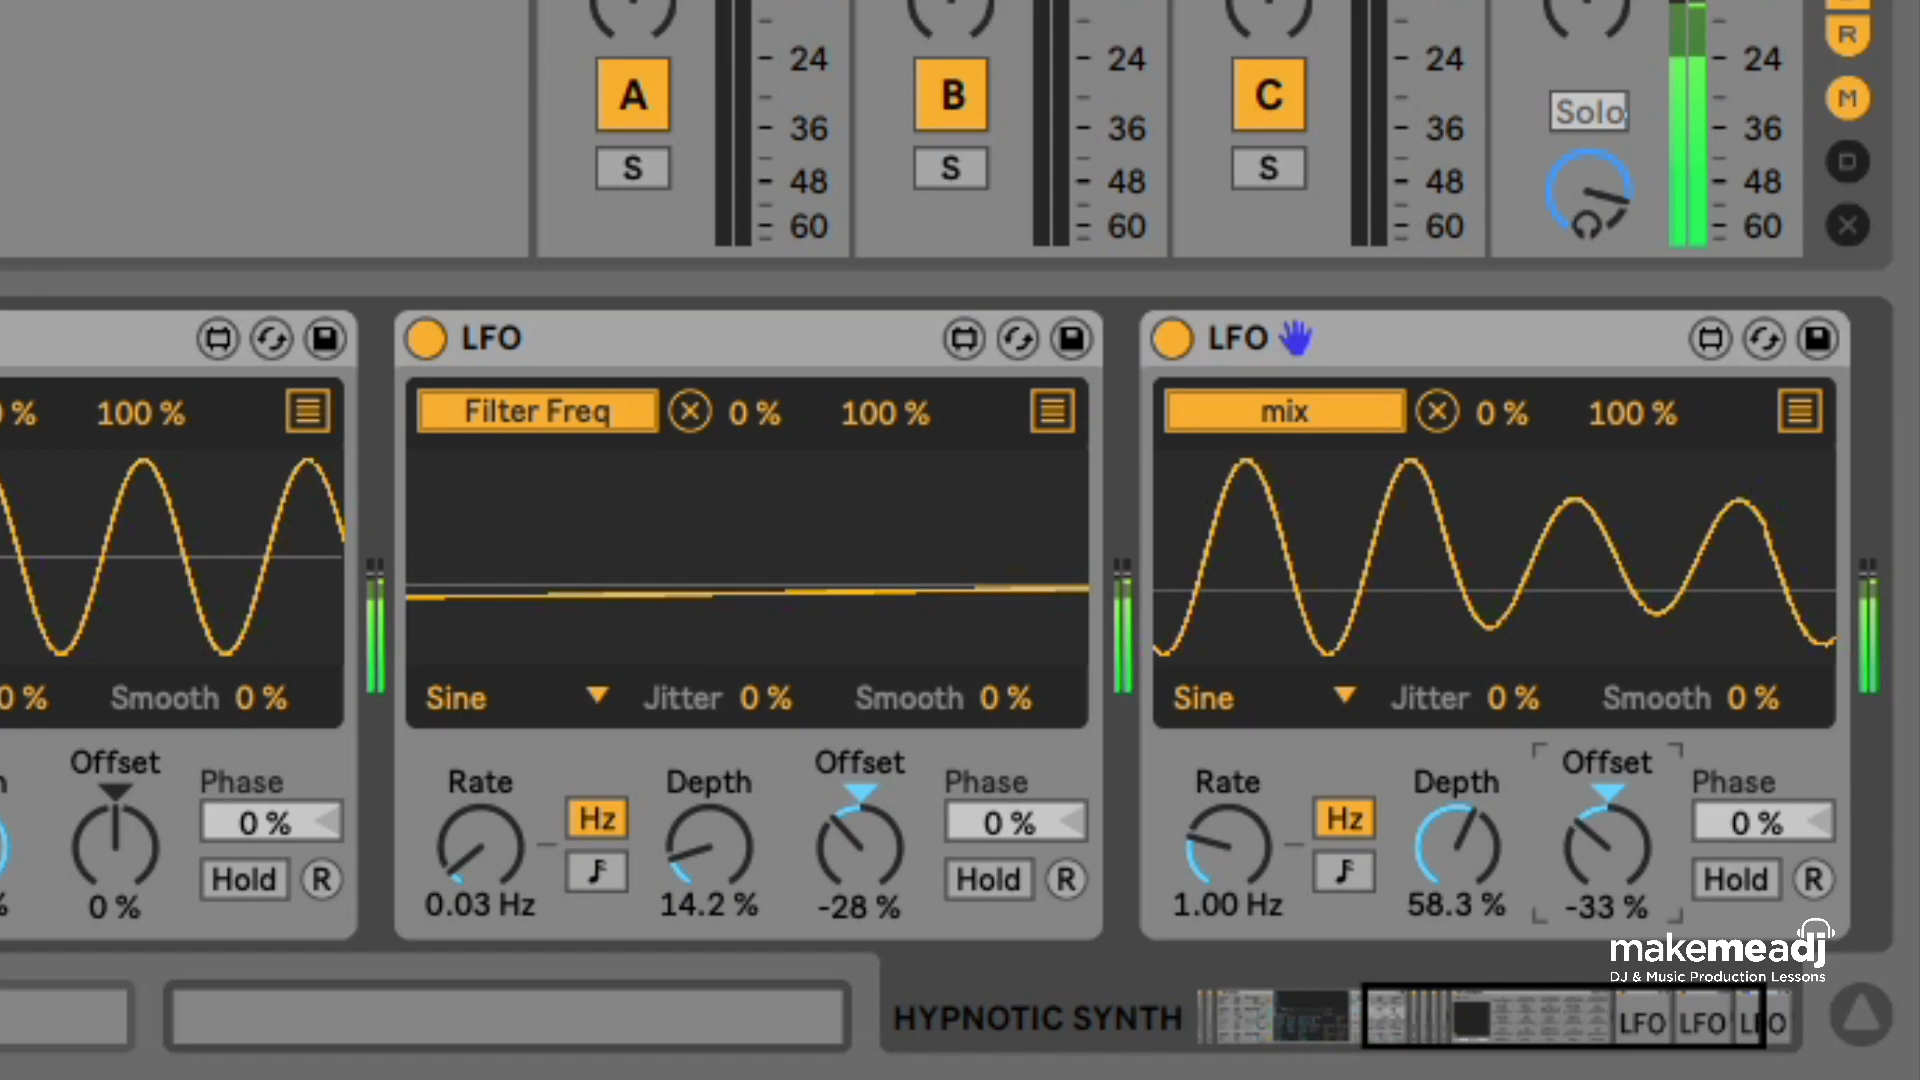 24 24 24 24
R
A B C
Solo
M
36 36 36 36
S S S
D
48 48 48 48
60 60 60 60
LFO LFO
% 100 % Filter Freq 0 % 100 % mix 0 % 100 %
0 % Smooth 0 % Sine Jitter 0 % Smooth 0 % Sine Jitter 0 % Smooth 0 %
Offset Phase Rate Depth Offset Phase Rate Depth Offset Phase
0 % Hz 0 % Hz 0 %
Hold R Hold R Hold R
% 0 % 0.03 Hz 14.2 % -28 % 1.00 Hz 58.3 % -33 %
makemeadj
DJ & Music Production Lessons
HYPNOTIC SYNTH LFO LFO LFO